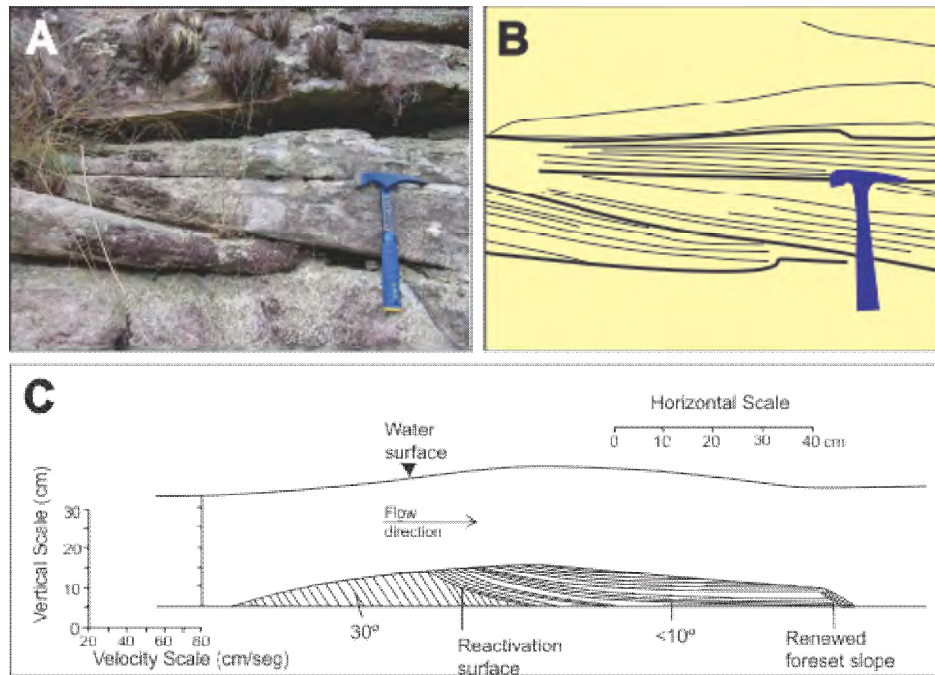 A
B
C
Horizontal Scale
0 10 20 30 40 cm
Water
surface
Flow
direction
Vertical Scale (cm)
30
20
10
0
20 40 60 80
Velocity Scale (cm/seg)
30º
Reactivation
surface
<10º
Renewed
foreset slope